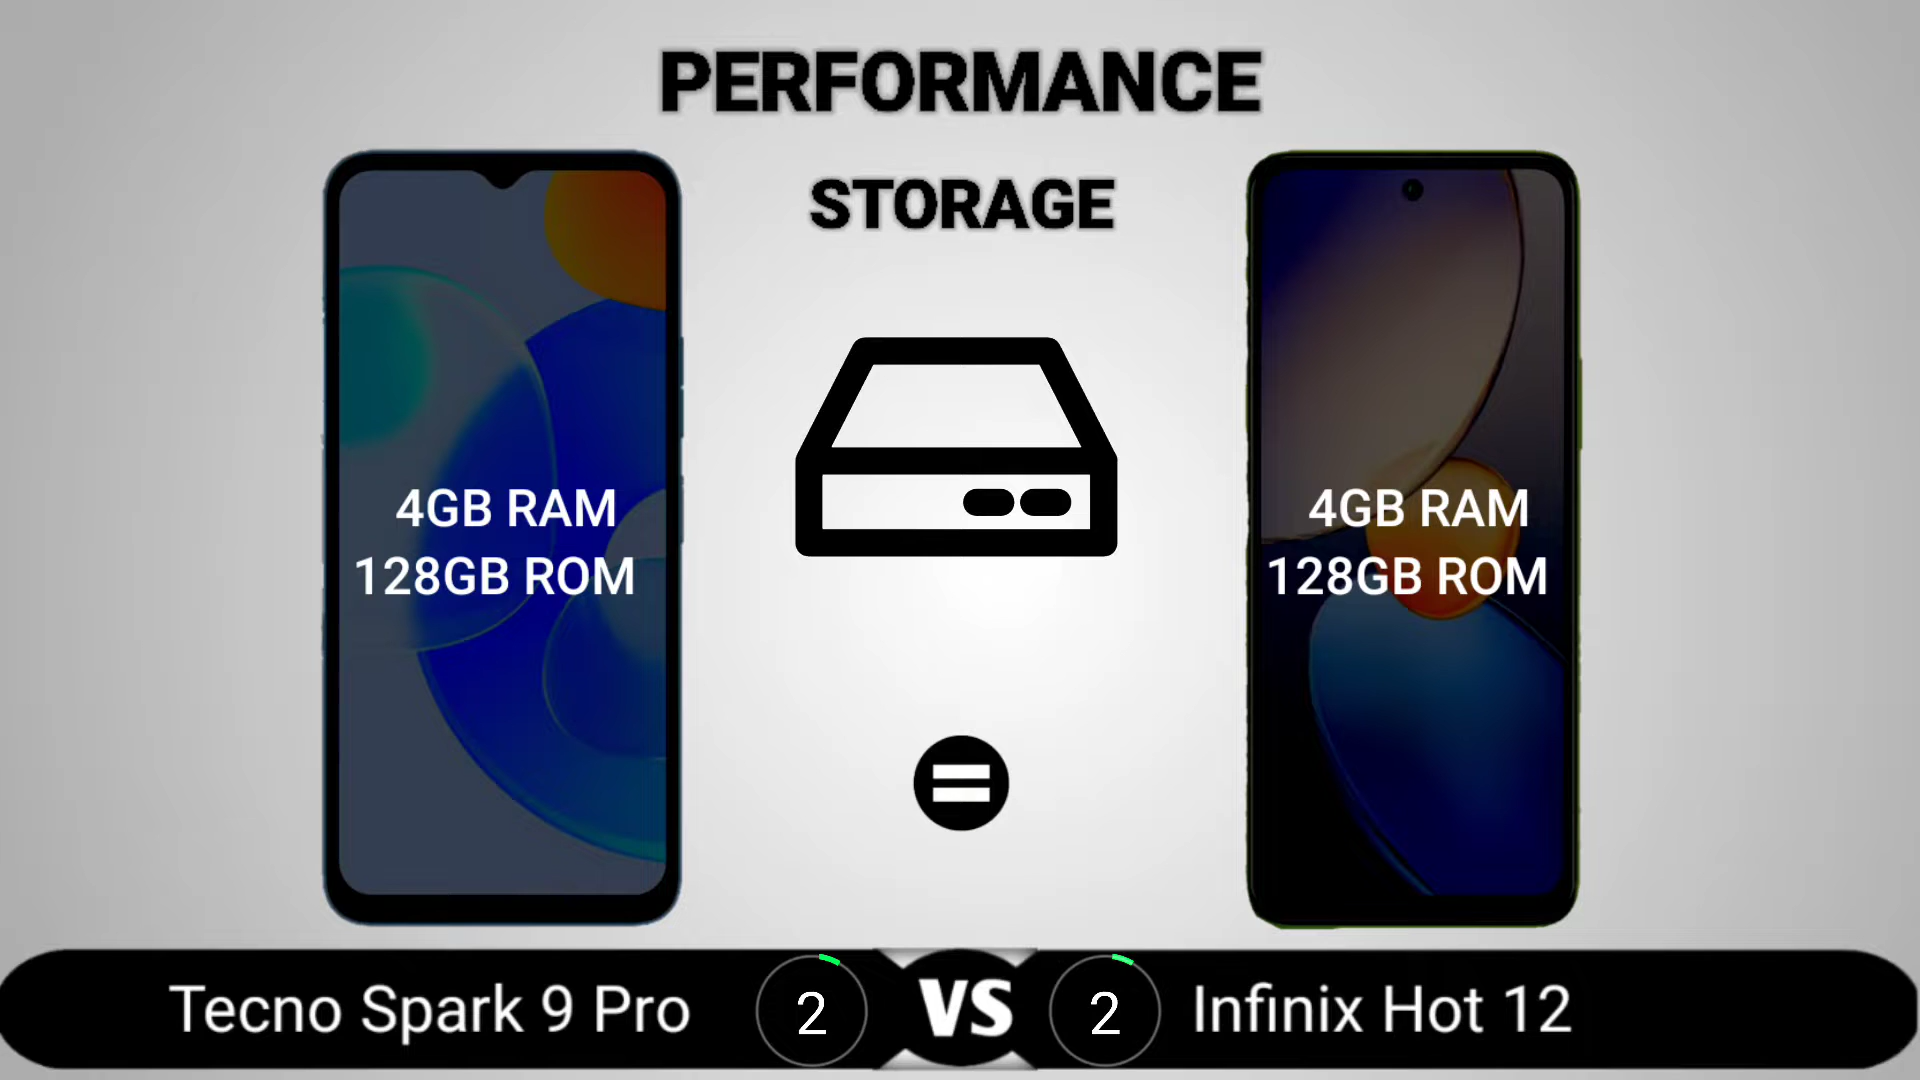 PERFORMANCE
STORAGE
4GB RAM
128GB ROM
4GB RAM
128GB ROM
Tecno Spark 9 Pro 2 VS 2 Infinix Hot 12